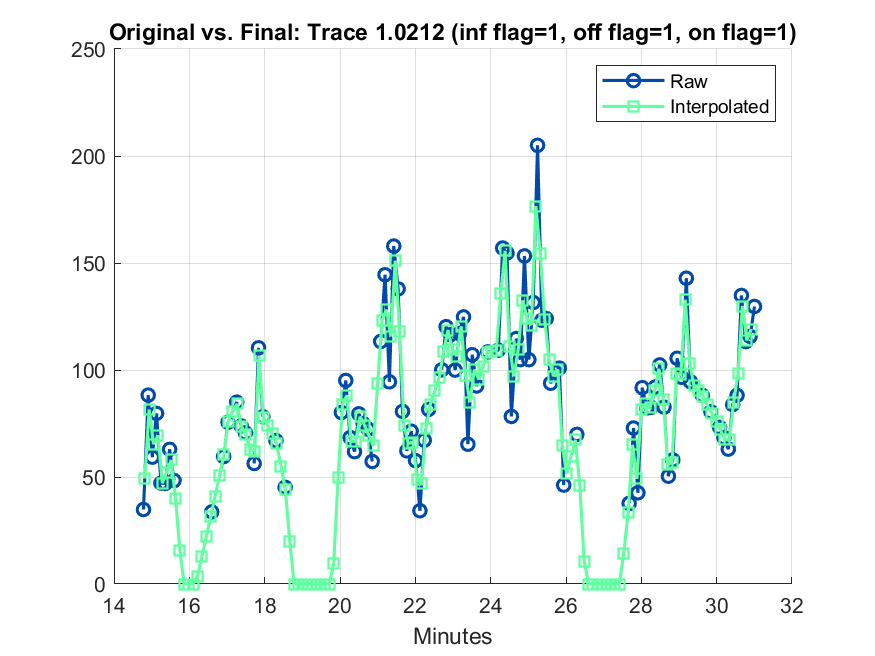 Original vs. Final: Trace 1.0212 (inf flag=1, off flag=1, on flag=1)
250
200
150
100
50
0
Raw
Interpolated
14 16 18 20 22 24 26 28 30 32
Minutes